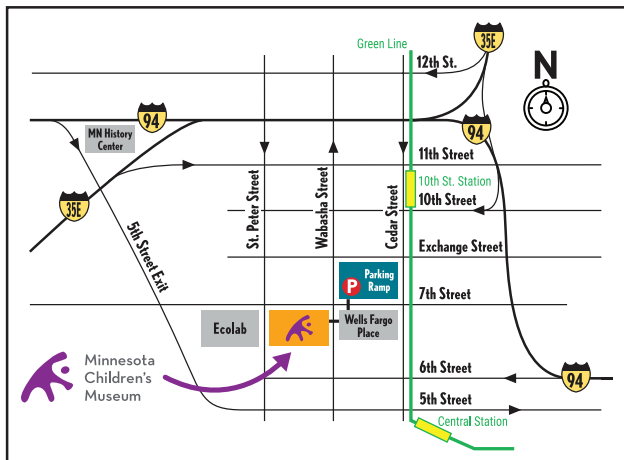 Green Line
35E
12th St.
N
94
MN History
Center
94
11th Street
10th St. Station
10th Street
35E
St. Peter Street
Wabasha Street
Cedar Street
5th Street Exit
Exchange Street
P
Parking
Ramp
7th Street
Ecolab
Wells Fargo
Place
Minnesota
Children's
Museum
6th Street
94
5th Street
Central Station